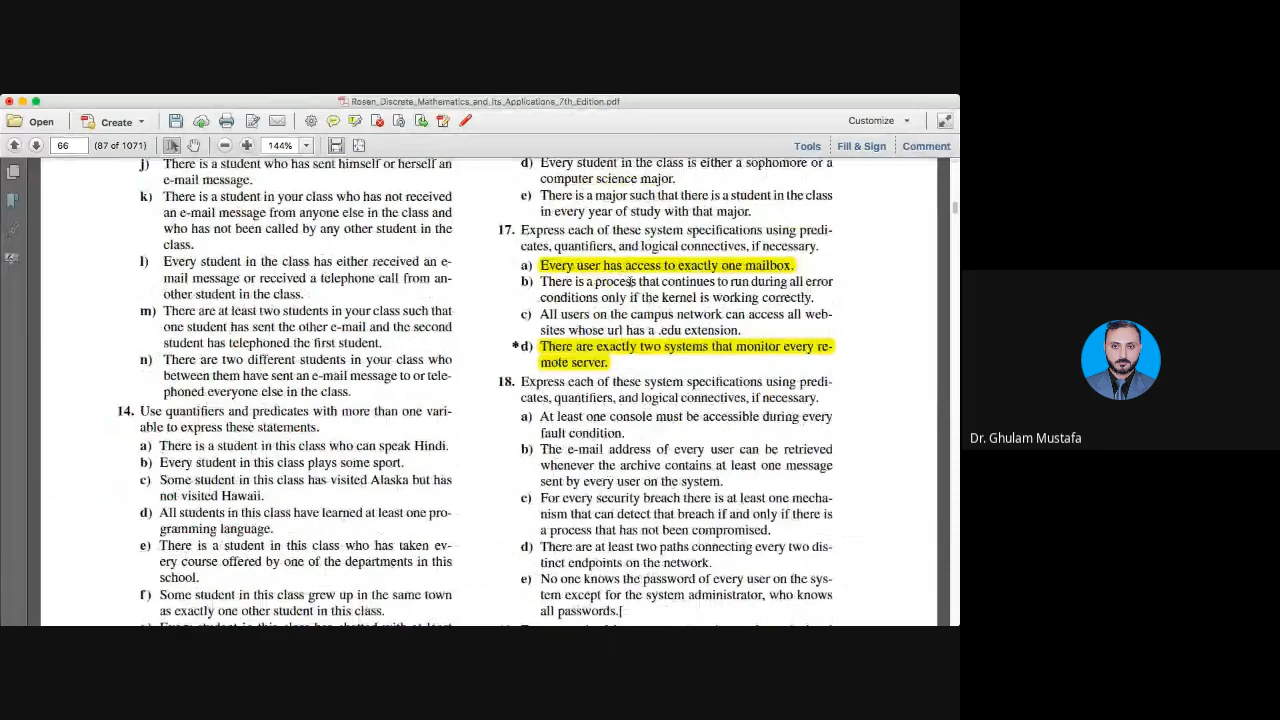 Rosen_Discrete_Mathematics_and_Its_Applications_7th_Edition.pdf
Open
Create
Customize
66 (87 of 1071)
144%
Tools
Fill & Sign
Comment
j) There is a student who has sent himself or herself an
e-mail message.
k) There is a student in your class who has not received
an e-mail message from anyone else in the class and
who has not been called by any other student in the
class.
l) Every student in the class has either received an e-
mail message or received a telephone call from an-
other student in the class.
m) There are at least two students in your class such that
one student has sent the other e-mail and the second
student has telephoned the first student.
n) There are two different students in your class who
between them have sent an e-mail message to or tele-
phoned everyone else in the class.
14. Use quantifiers and predicates with more than one vari-
able to express these statements.
a) There is a student in this class who can speak Hindi.
b) Every student in this class plays some sport.
c) Some student in this class has visited Alaska but has
not visited Hawaii.
d) All students in this class have learned at least one pro-
gramming language.
e) There is a student in this class who has taken ev-
ery course offered by one of the departments in this
school.
f) Some student in this class grew up in the same town
as exactly one other student in this class.
d) Every student in the class is either a sophomore or a
computer science major.
e) There is a major such that there is a student in the class
in every year of study with that major.
17. Express each of these system specifications using predi-
cates, quantifiers, and logical connectives, if necessary.
a) Every user has access to exactly one mailbox.
b) There is a process that continues to run during all error
conditions only if the kernel is working correctly.
c) All users on the campus network can access all web-
sites whose url has a .edu extension.
*d) There are exactly two systems that monitor every re-
mote server.
18. Express each of these system specifications using predi-
cates, quantifiers, and logical connectives, if necessary.
a) At least one console must be accessible during every
fault condition.
b) The e-mail address of every user can be retrieved
whenever the archive contains at least one message
sent by every user on the system.
c) For every security breach there is at least one mecha-
nism that can detect that breach if and only if there is
a process that has not been compromised.
d) There are at least two paths connecting every two dis-
tinct endpoints on the network.
e) No one knows the password of every user on the sys-
tem except for the system administrator, who knows
all passwords.
Dr. Ghulam Mustafa